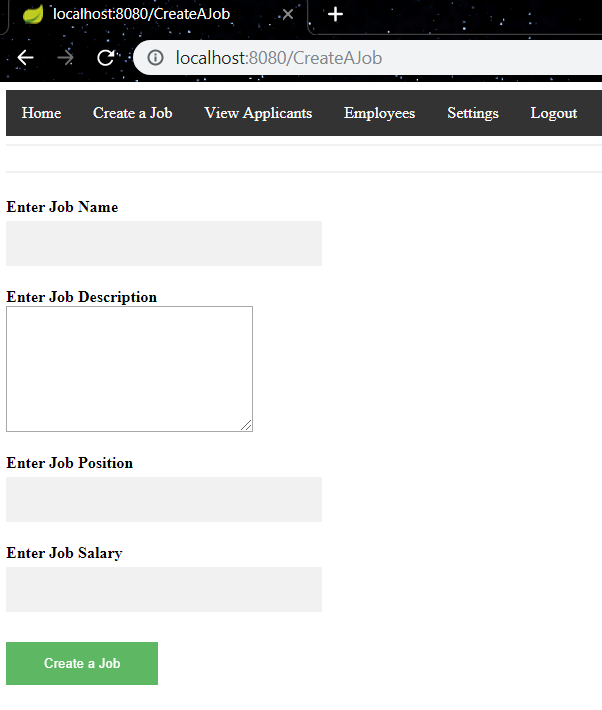 localhost:8080/CreateAJob
localhost:8080/CreateAJob
Home Create a Job View Applicants Employees Settings Logout
Enter Job Name
Enter Job Description
Enter Job Position
Enter Job Salary
Create a Job